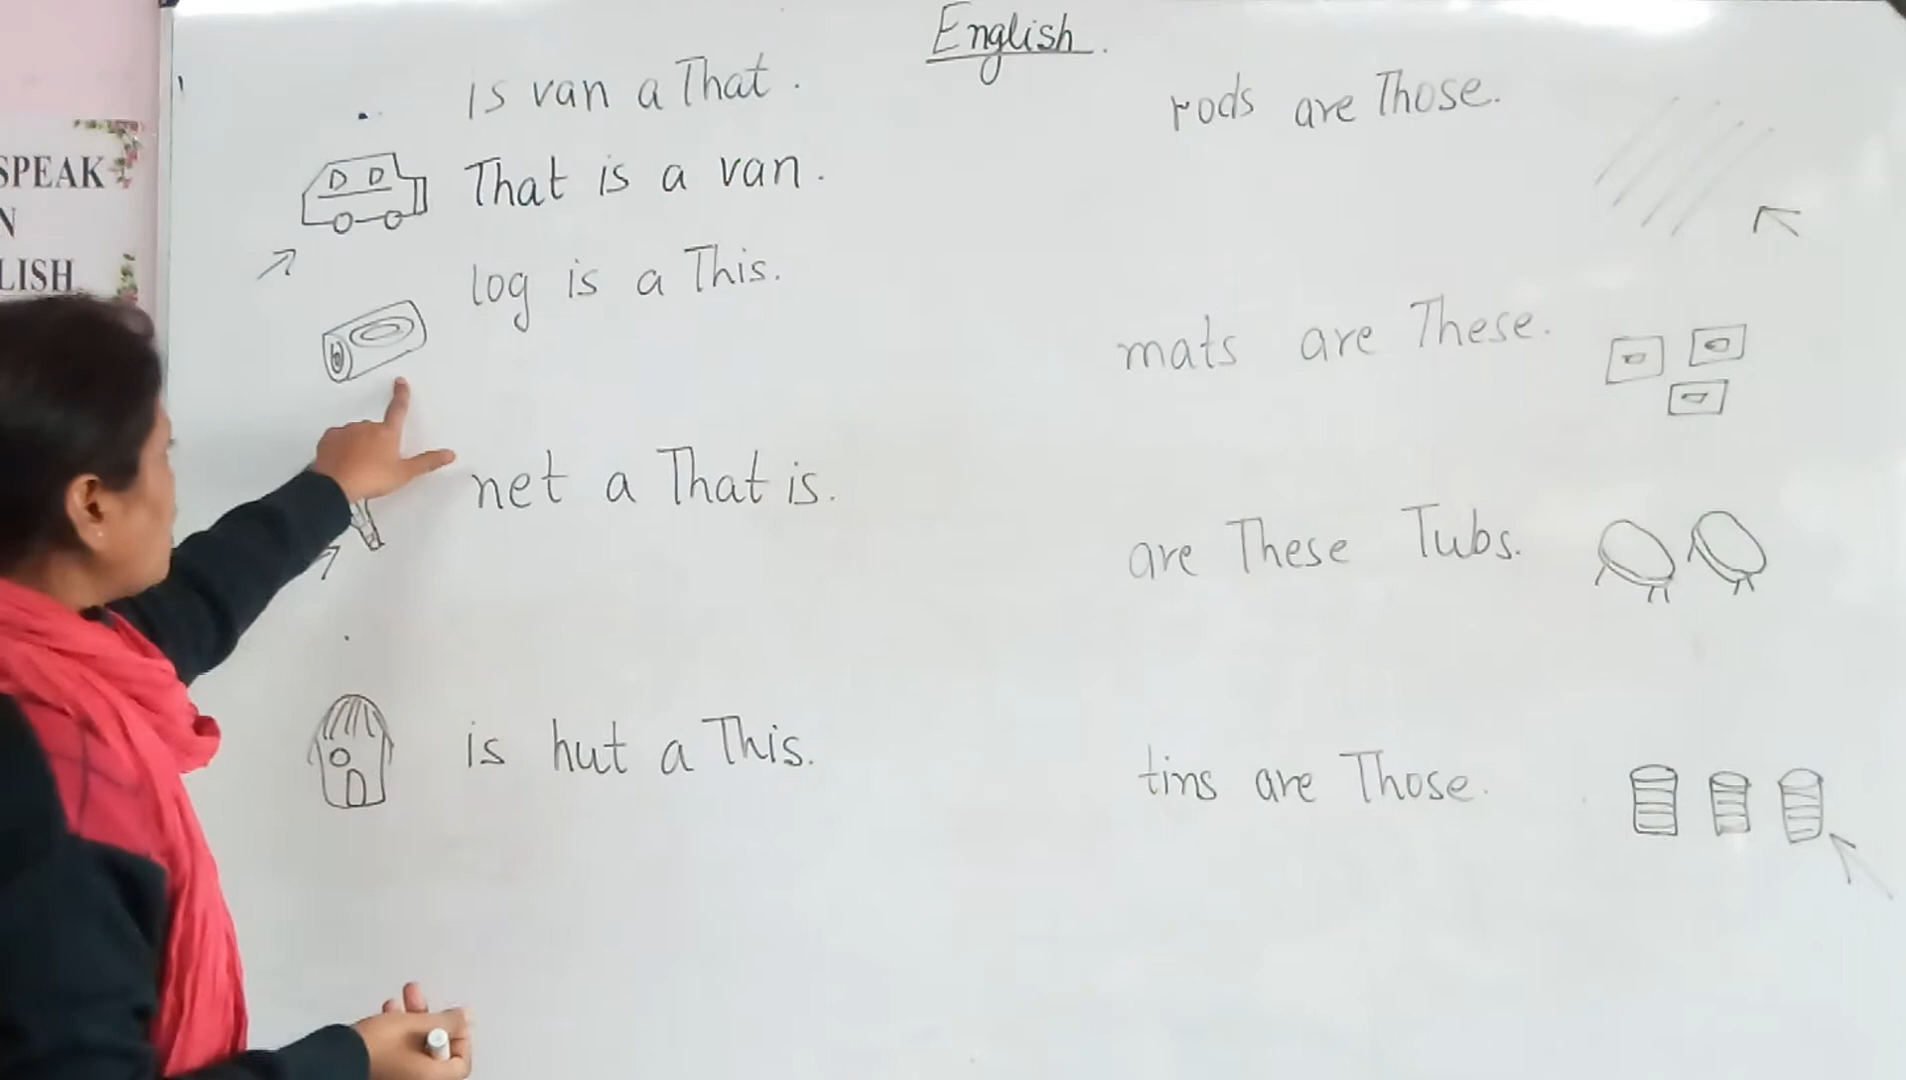 English.
is van a That.
That is a van.
log is a This.
net a That is.
is hut a This.
rods are Those.
mats are These.
are These Tubs.
tins are Those.
SPEAK
N
LISH